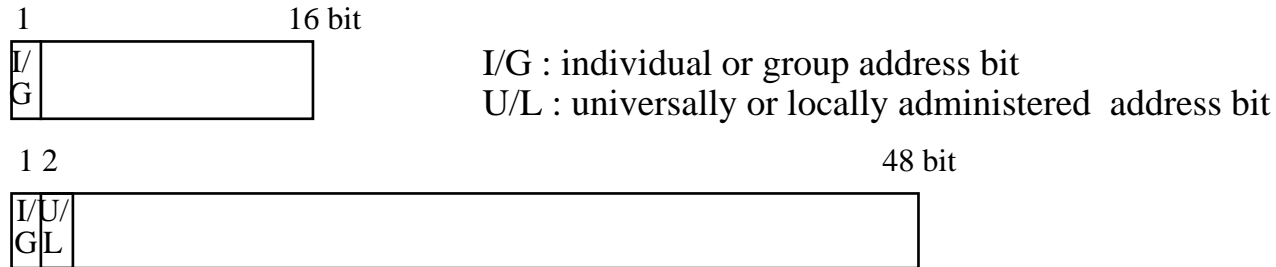 1 16 bit
I/
G
I/G : individual or group address bit
U/L : universally or locally administered address bit
1 2 48 bit
I/ U/
G L